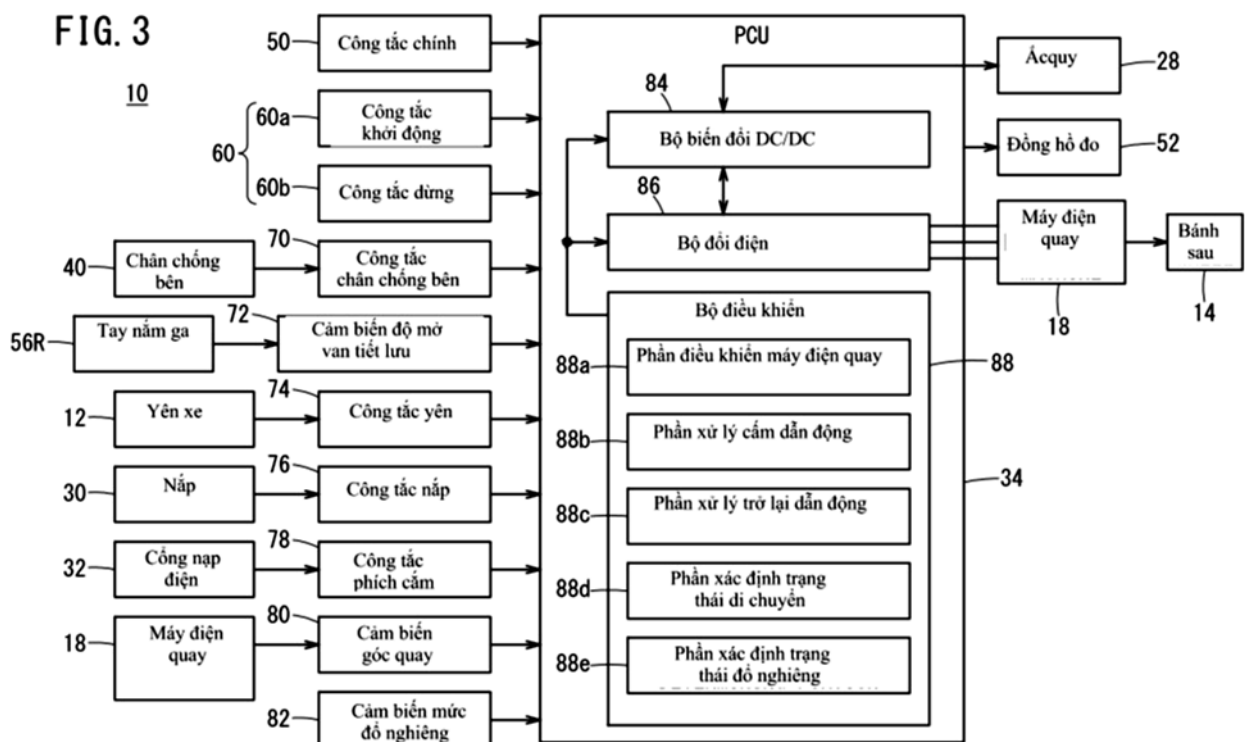 FIG. 3
10
50
Công tắc chính
60
60a
Công tắc
khởi động
60b
Công tắc dừng
40
Chân chống
bên
70
Công tắc
chân chống bên
56R
Tay nắm ga
72
Cảm biến độ mở
van tiết lưu
12
Yên xe
74
Công tắc yên
30
Nắp
76
Công tắc nắp
32
Cổng nạp
điện
78
Công tắc
phích cắm
18
Máy điện
quay
80
Cảm biến
góc quay
82
Cảm biến mức
đổ nghiêng
PCU
84
Bộ biến đổi DC/DC
86
Bộ đổi điện
Bộ điều khiển
88
88a
Phần điều khiển máy điện quay
88b
Phần xử lý cấm dẫn động
88c
Phần xử lý trở lại dẫn động
88d
Phần xác định trạng
thái di chuyển
88e
Phần xác định trạng
thái đổ nghiêng
34
Ắcquy
28
Đồng hồ đo
52
Máy điện
quay
18
Bánh
sau
14